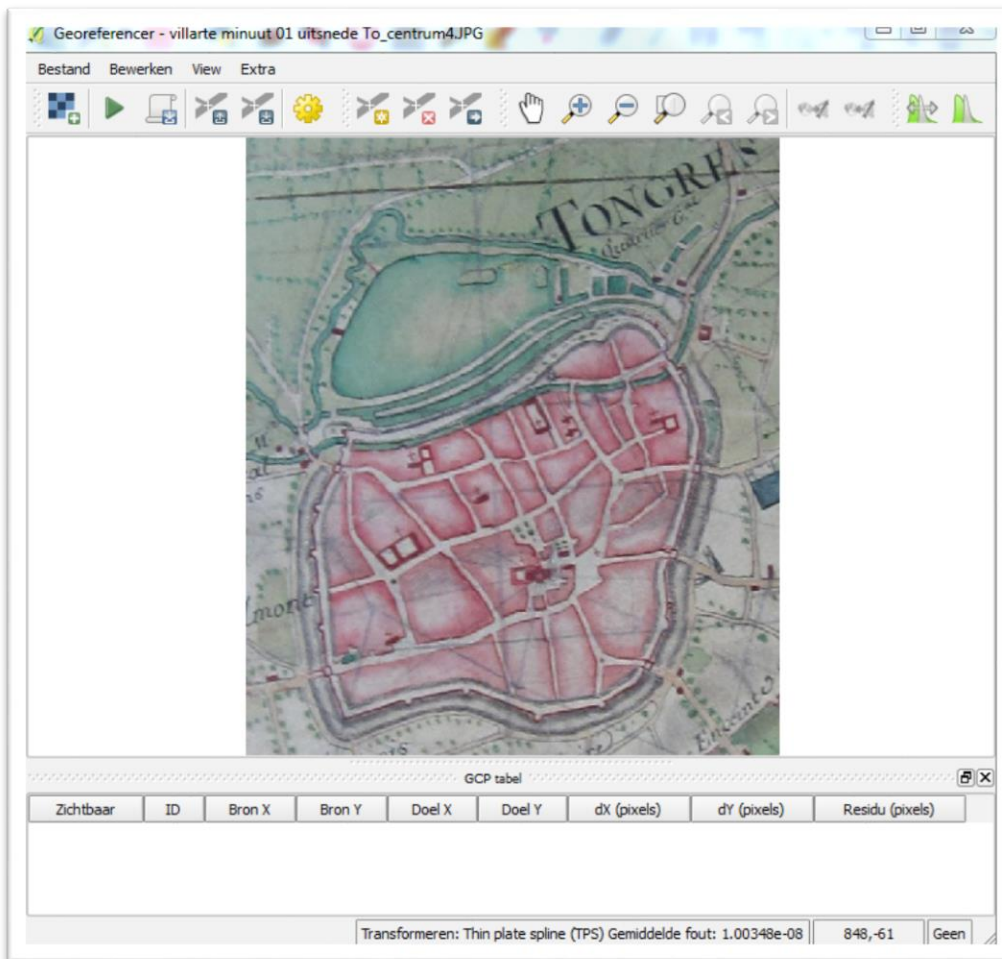 Georeferencer - villarte minuut 01 uitsnede To_centrum4.JPG
Bestand Bewerken View Extra
TONGRES
mont
Enceinte
GCP tabel
Zichtbaar ID Bron X Bron Y Doel X Doel Y dX (pixels) dY (pixels) Residu (pixels)
Transformeren: Thin plate spline (TPS) Gemiddelde fout: 1.00348e-08 848,-61 Geen